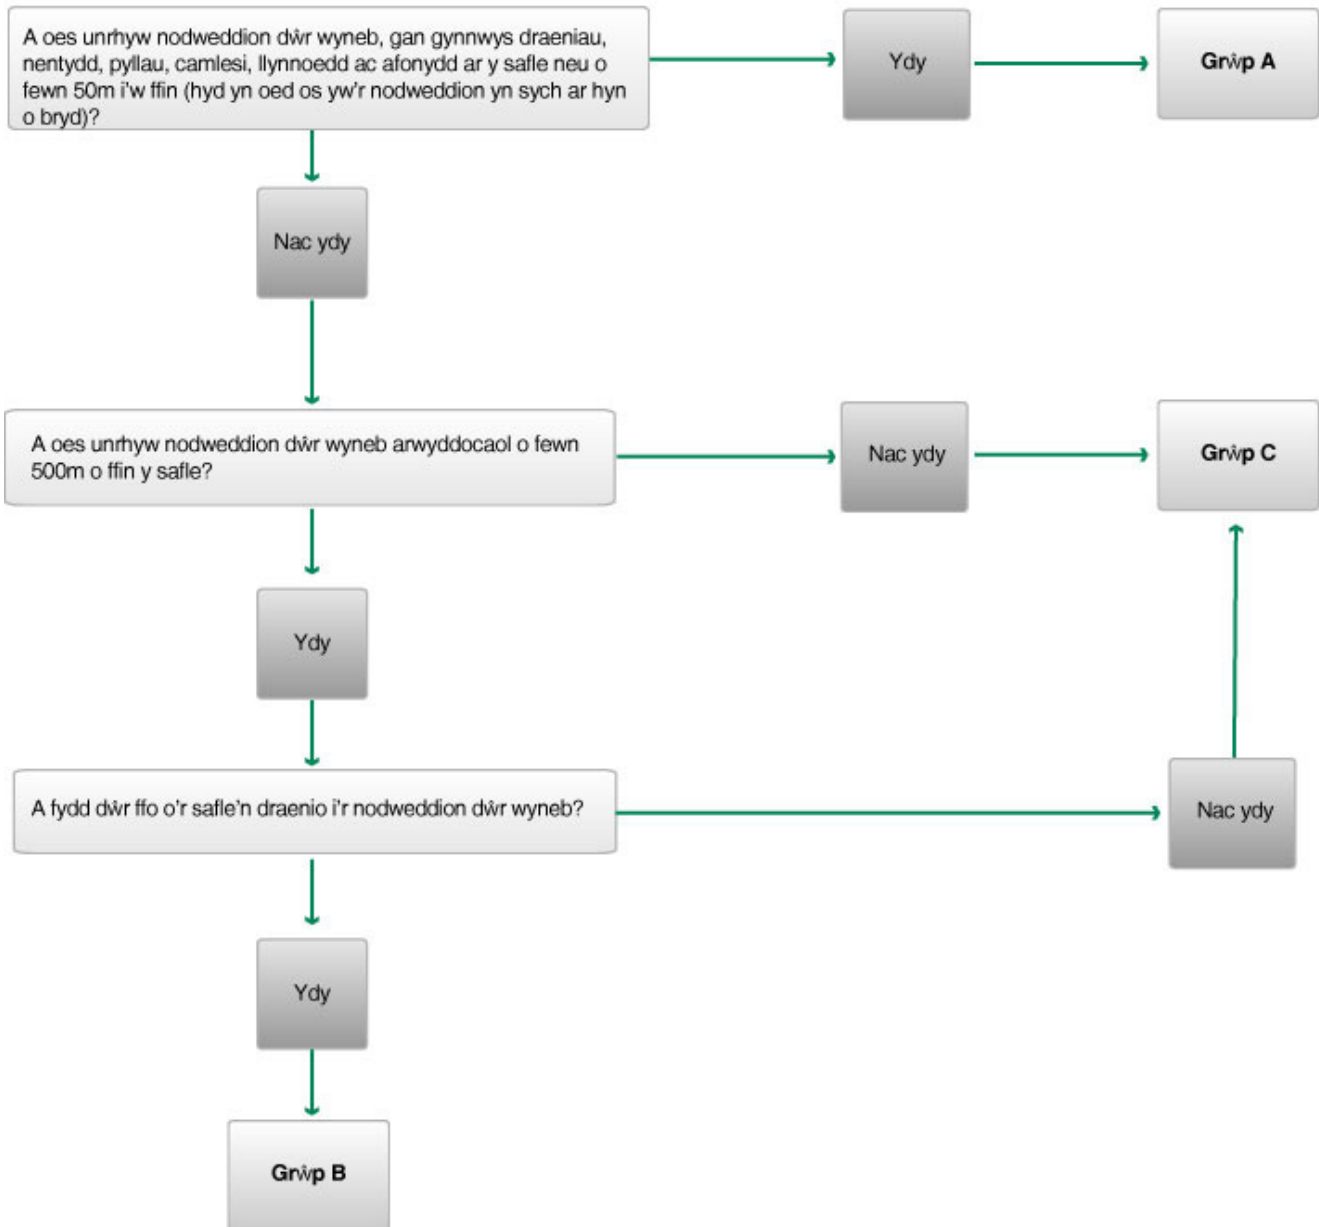 A oes unrhyw nodweddion dŵr wyneb, gan gynnwys draeniau,
nentydd, pyllau, camlesi, llynnoedd ac afonydd ar y safle neu o
fewn 50m i'w ffin (hyd yn oed os yw'r nodweddion yn sych ar hyn
o bryd)?
Ydy
Grŵp A
Nac ydy
A oes unrhyw nodweddion dŵr wyneb arwyddocaol o fewn
500m o ffin y safle?
Nac ydy
Grŵp C
Ydy
A fydd dŵr ffo o'r safle'n draenio i'r nodweddion dŵr wyneb?
Nac ydy
Ydy
Grŵp B